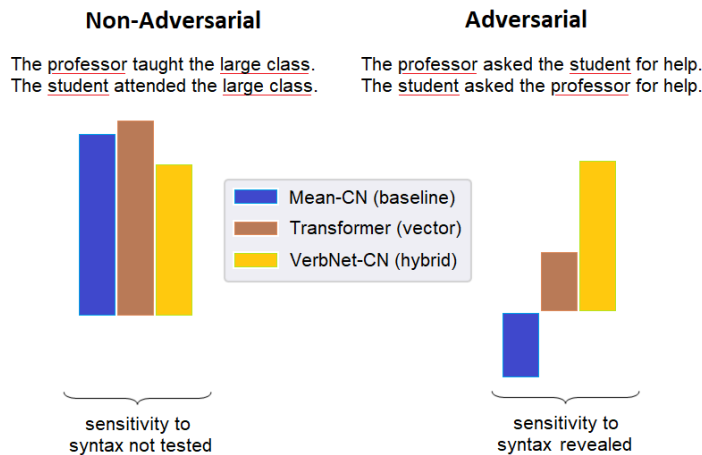 Non-Adversarial
The professor taught the large class.
The student attended the large class.
Adversarial
The professor asked the student for help.
The student asked the professor for help.
Mean-CN (baseline)
Transformer (vector)
VerbNet-CN (hybrid)
sensitivity to
syntax not tested
sensitivity to
syntax revealed